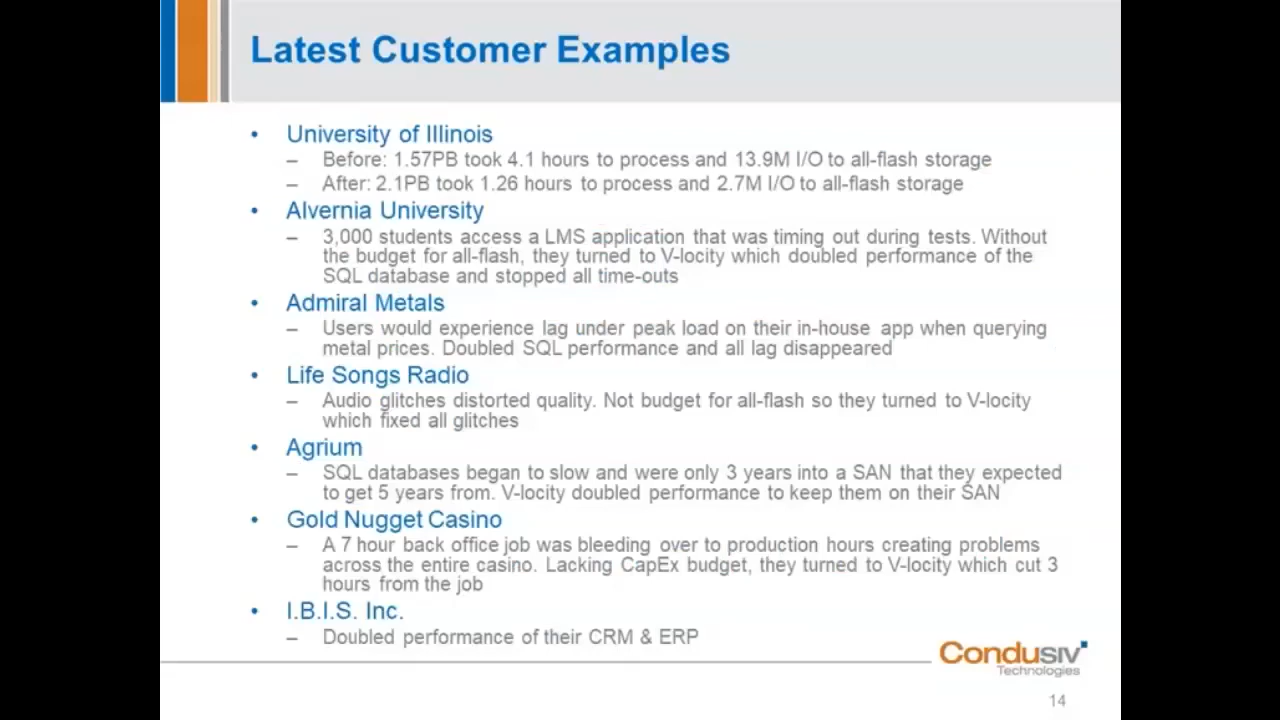 Latest Customer Examples
• University of Illinois
– Before: 1.57PB took 4.1 hours to process and 13.9M I/O to all-flash storage
– After: 2.1PB took 1.26 hours to process and 2.7M I/O to all-flash storage
• Alvernia University
– 3,000 students access a LMS application that was timing out during tests. Without
the budget for all-flash, they turned to V-locity which doubled performance of the
SQL database and stopped all time-outs
• Admiral Metals
– Users would experience lag under peak load on their in-house app when querying
metal prices. Doubled SQL performance and all lag disappeared
• Life Songs Radio
– Audio glitches distorted quality. Not budget for all-flash so they turned to V-locity
which fixed all glitches
• Agrium
– SQL databases began to slow and were only 3 years into a SAN that they expected
to get 5 years from. V-locity doubled performance to keep them on their SAN
• Gold Nugget Casino
– A 7 hour back office job was bleeding over to production hours creating problems
across the entire casino. Lacking CapEx budget, they turned to V-locity which cut 3
hours from the job
• I.B.I.S. Inc.
– Doubled performance of their CRM & ERP
Condusiv
Technologies
14